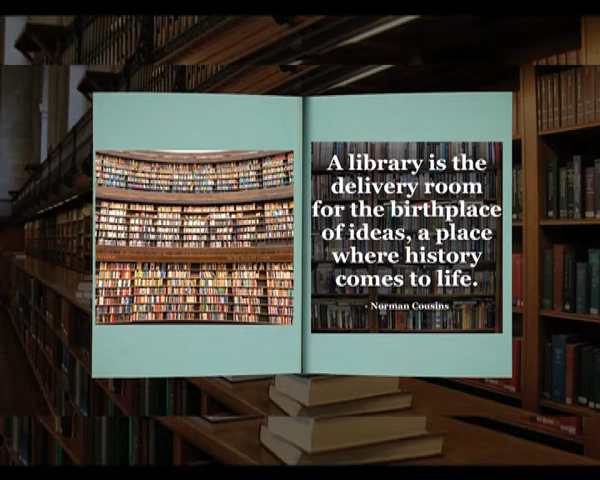 A library is the
delivery room
for the birthplace
of ideas, a place
where history
comes to life.
- Norman Cousins